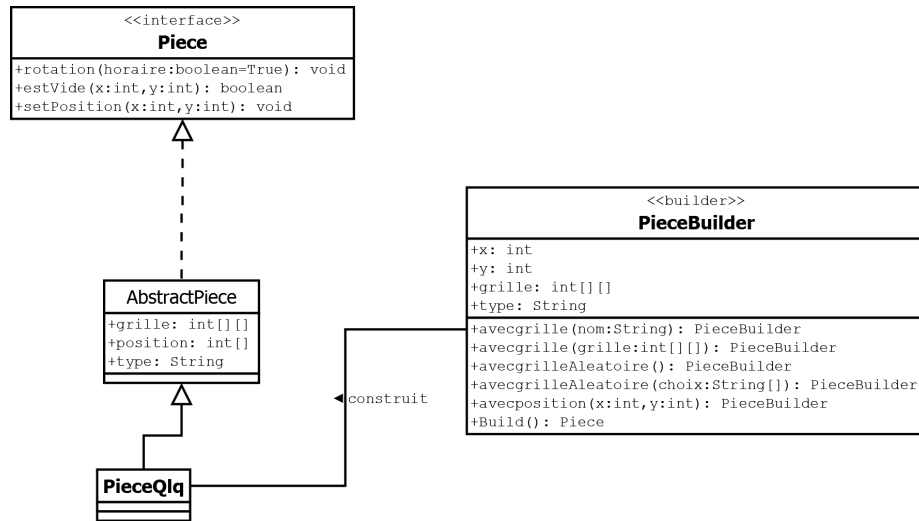 <<interface>>
Piece
+rotation(horaire:boolean=True): void
+estVide(x:int,y:int): boolean
+setPosition(x:int,y:int): void
<<builder>>
PieceBuilder
+x: int
+y: int
+grille: int[][]
+type: String
+avecgrille(nom:String): PieceBuilder
+avecgrille(grille:int[][]): PieceBuilder
+avecgrilleAleatoire(): PieceBuilder
+avecgrilleAleatoire(choix:String[]): PieceBuilder
+avecposition(x:int,y:int): PieceBuilder
+Build(): Piece
AbstractPiece
+grille: int[][]
+position: int[]
+type: String
◄construit
PieceQlq